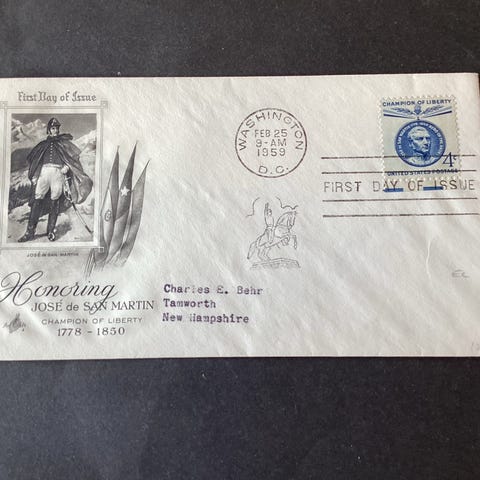 First Day of Issue
JOSÉ de SAN MARTIN
Honoring
JOSÉ de SAN MARTIN
CHAMPION OF LIBERTY
1778 - 1850
WASHINGTON
FEB 25
9-AM
1959
D.C.
CHAMPION OF LIBERTY
4¢
UNITED STATES POSTAGE
FIRST DAY OF ISSUE
Charles E. Behr
Tamworth
New Hampshire